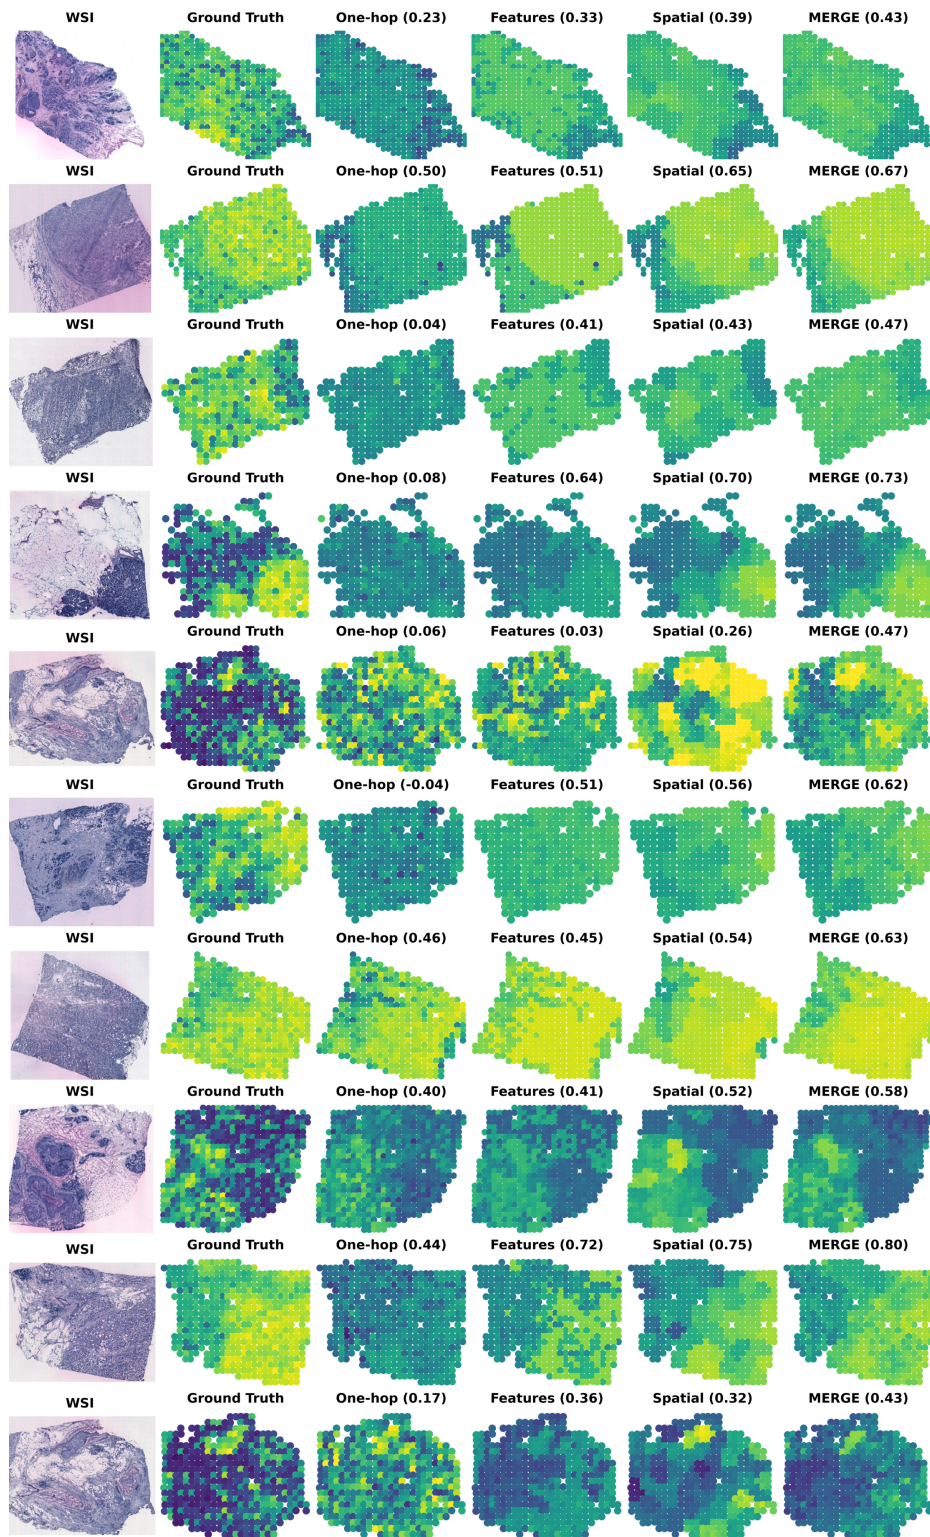 WSI Ground Truth One-hop (0.23) Features (0.33) Spatial (0.39) MERGE (0.43)
WSI Ground Truth One-hop (0.50) Features (0.51) Spatial (0.65) MERGE (0.67)
WSI Ground Truth One-hop (0.04) Features (0.41) Spatial (0.43) MERGE (0.47)
WSI Ground Truth One-hop (0.08) Features (0.64) Spatial (0.70) MERGE (0.73)
WSI Ground Truth One-hop (0.06) Features (0.03) Spatial (0.26) MERGE (0.47)
WSI Ground Truth One-hop (-0.04) Features (0.51) Spatial (0.56) MERGE (0.62)
WSI Ground Truth One-hop (0.46) Features (0.45) Spatial (0.54) MERGE (0.63)
WSI Ground Truth One-hop (0.40) Features (0.41) Spatial (0.52) MERGE (0.58)
WSI Ground Truth One-hop (0.44) Features (0.72) Spatial (0.75) MERGE (0.80)
WSI Ground Truth One-hop (0.17) Features (0.36) Spatial (0.32) MERGE (0.43)